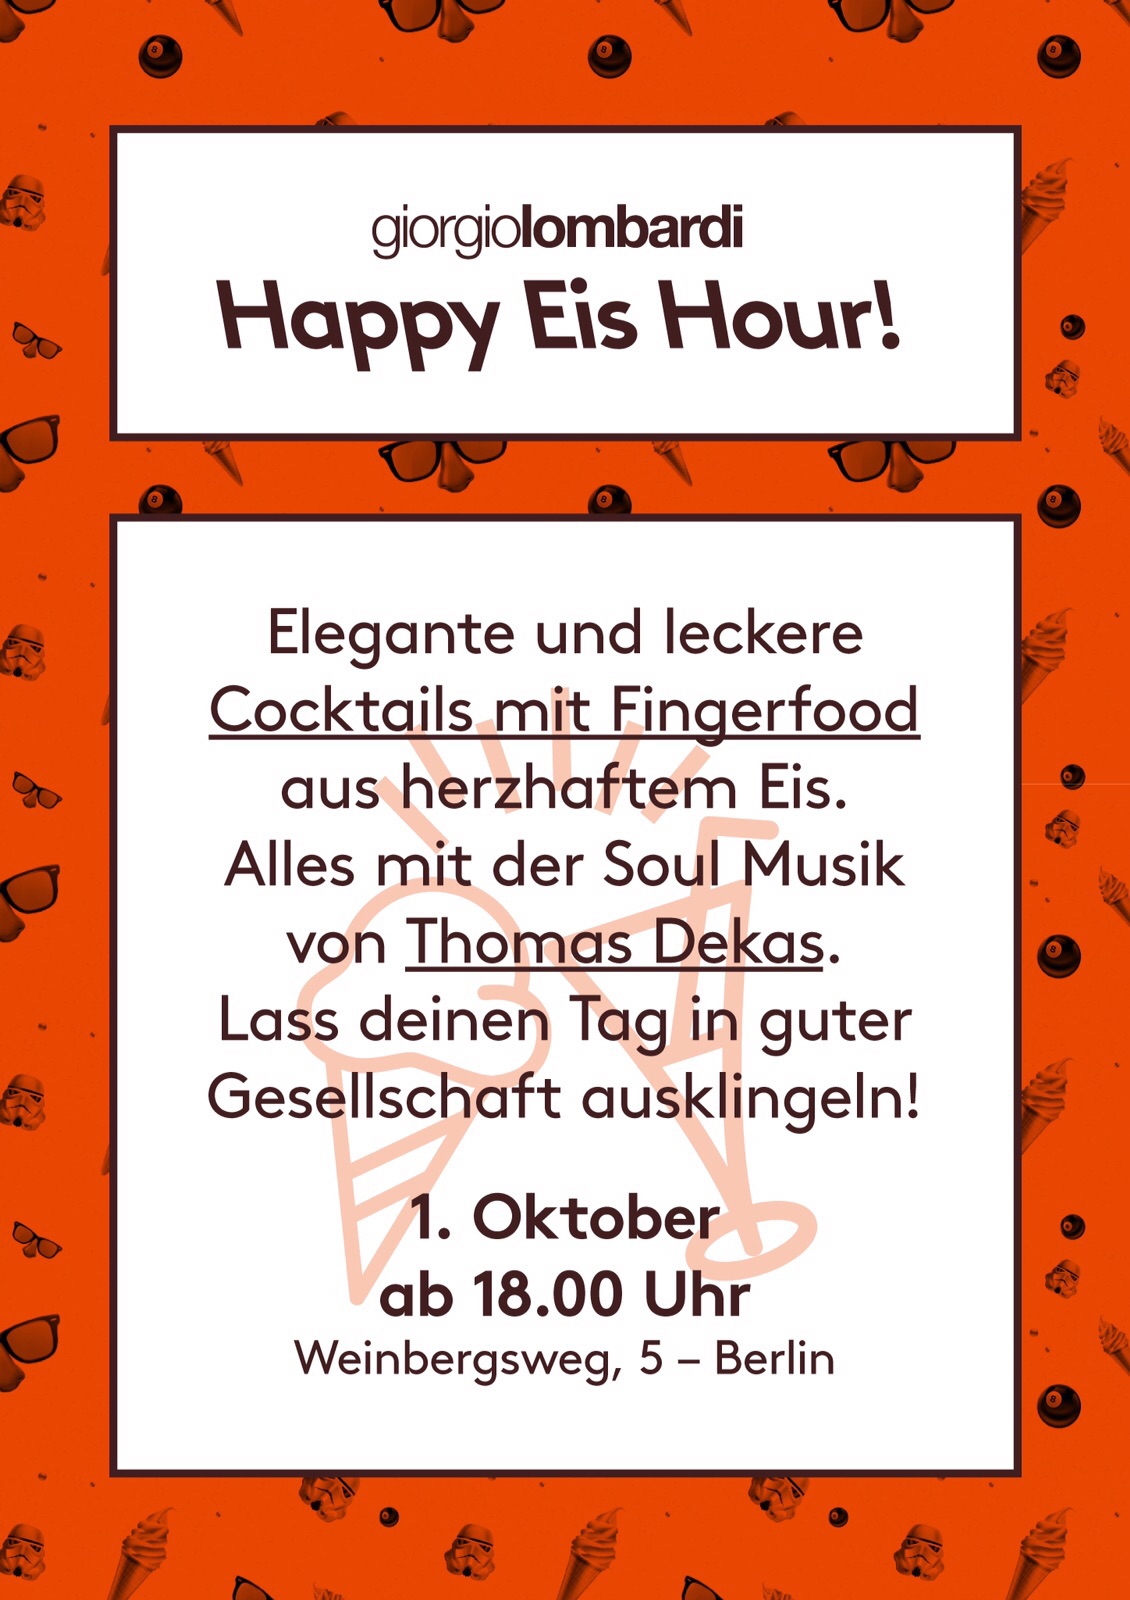 giorgiolombardi
Happy Eis Hour!
Elegante und leckere
Cocktails mit Fingerfood
aus herzhaftem Eis.
Alles mit der Soul Musik
von Thomas Dekas.
Lass deinen Tag in guter
Gesellschaft ausklingeln!
1. Oktober
ab 18.00 Uhr
Weinbergsweg, 5 – Berlin